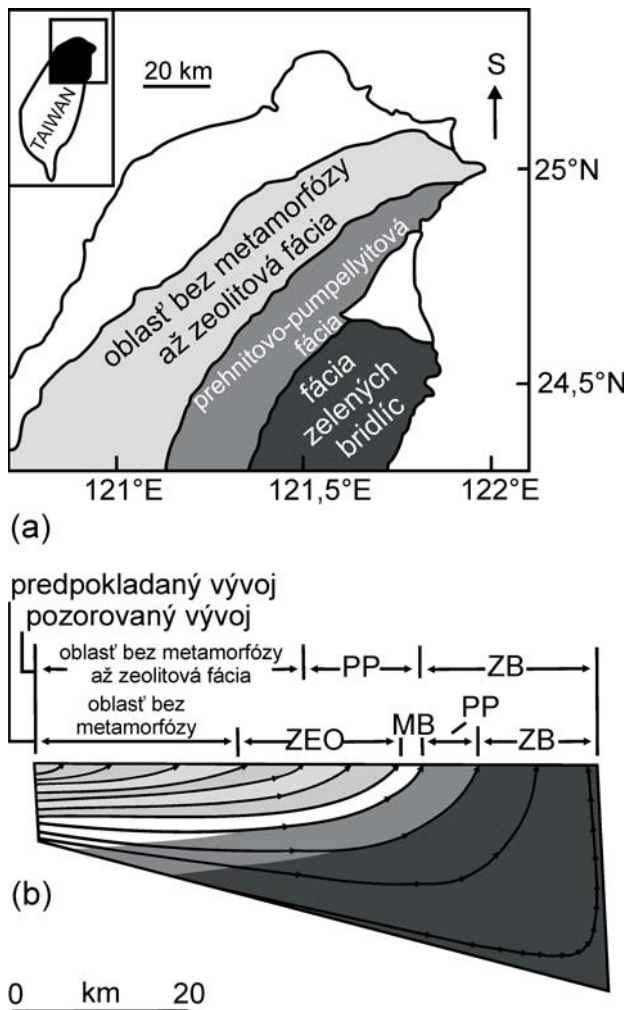 TAIWAN
20 km
S
25°N
24,5°N
oblasť bez metamorfózy
až zeolitová fácia
prehnitovo-pumpellyitová
fácia
fácia
zelených
bridlíc
121°E
121,5°E
122°E
(a)
predpokladaný vývoj
pozorovaný vývoj
oblasť bez metamorfózy
až zeolitová fácia
PP
ZB
oblasť bez
metamorfózy
ZEO
MB
PP
ZB
(b)
0 km 20